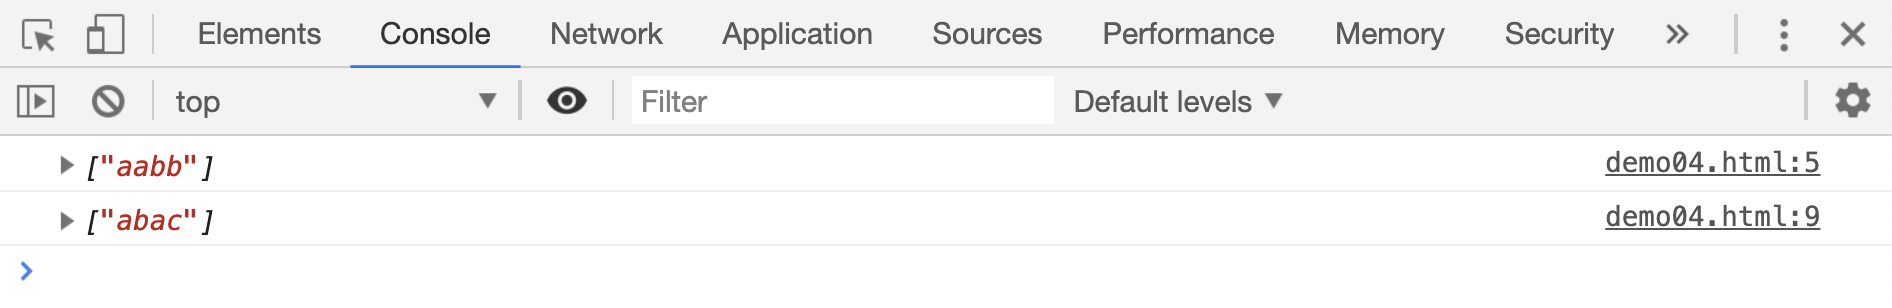 Elements Console Network Application Sources Performance Memory Security
top Filter Default levels
["aabb"] demo04.html:5
["abac"] demo04.html:9